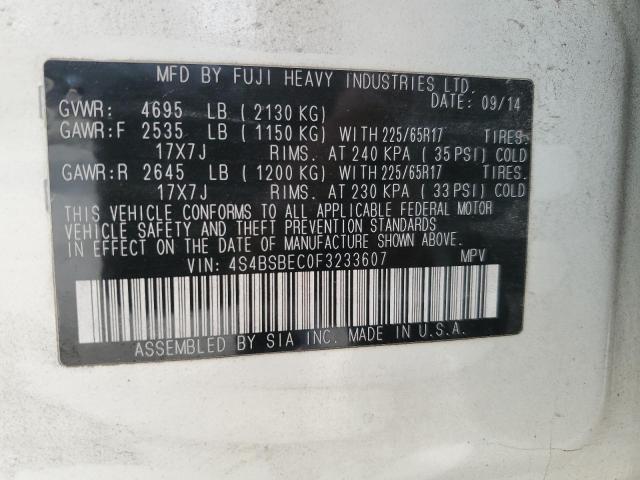 MFD BY FUJI HEAVY INDUSTRIES LTD.
DATE: 09/14
GVWR: 4695 LB ( 2130 KG)
GAWR:F 2535 LB ( 1150 KG) WITH 225/65R17 TIRES.
17X7J RIMS. AT 240 KPA ( 35 PSI) COLD
GAWR:R 2645 LB ( 1200 KG) WITH 225/65R17 TIRES.
17X7J RIMS. AT 230 KPA ( 33 PSI) COLD
THIS VEHICLE CONFORMS TO ALL APPLICABLE FEDERAL MOTOR
VEHICLE SAFETY AND THEFT PREVENTION STANDARDS
IN EFFECT ON THE DATE OF MANUFACTURE SHOWN ABOVE.
VIN: 4S4BSBEC0F3233607 MPV
ASSEMBLED BY SIA INC. MADE IN U.S.A.